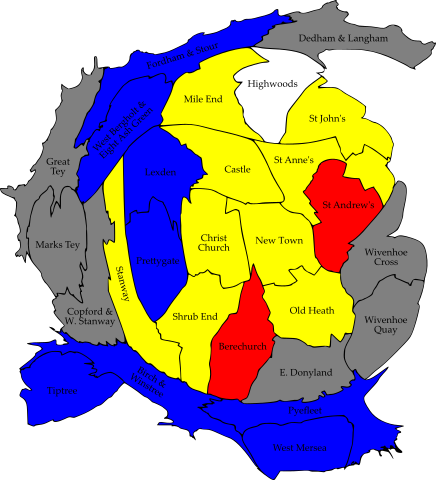 Dedham & Langham
Fordham & Stour
Highwoods
Mile End
West Bergholt &
Eight Ash Green
St John's
Great
Tey
St Anne's
Castle
Lexden
St Andrew's
Marks Tey
Christ
Church
New Town
Wivenhoe
Cross
Prettygate
Stanway
Copford &
W. Stanway
Shrub End
Old Heath
Wivenhoe
Quay
Berechurch
E. Donyland
Birch &
Winstree
Tiptree
Pyefleet
West Mersea